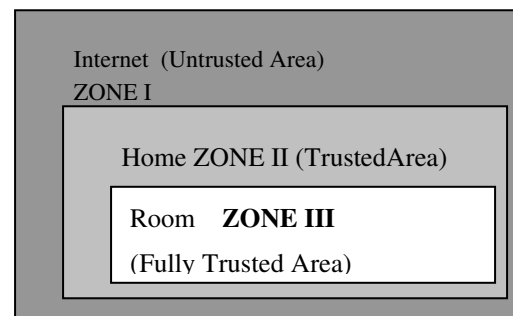 Internet (Untrusted Area)
ZONE I
Home ZONE II (TrustedArea)
Room ZONE III
(Fully Trusted Area)